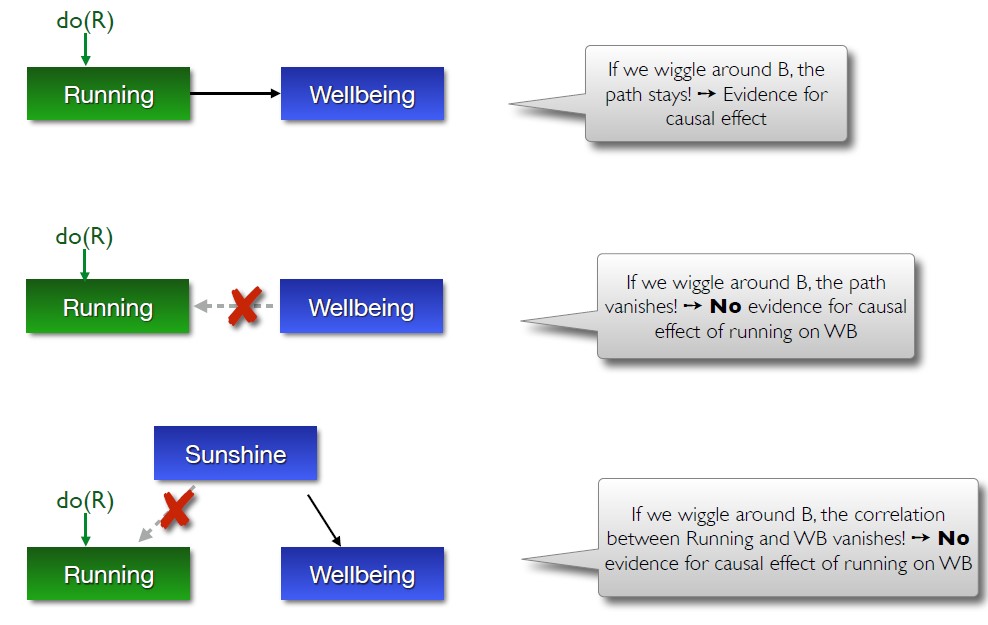 do(R)
Running
Wellbeing
If we wiggle around B, the
path stays! ➙ Evidence for
causal effect
do(R)
Running
Wellbeing
If we wiggle around B, the path
vanishes! ➙ No evidence for causal
effect of running on WB
Sunshine
do(R)
Running
Wellbeing
If we wiggle around B, the correlation
between Running and WB vanishes! ➙ No
evidence for causal effect of running on WB